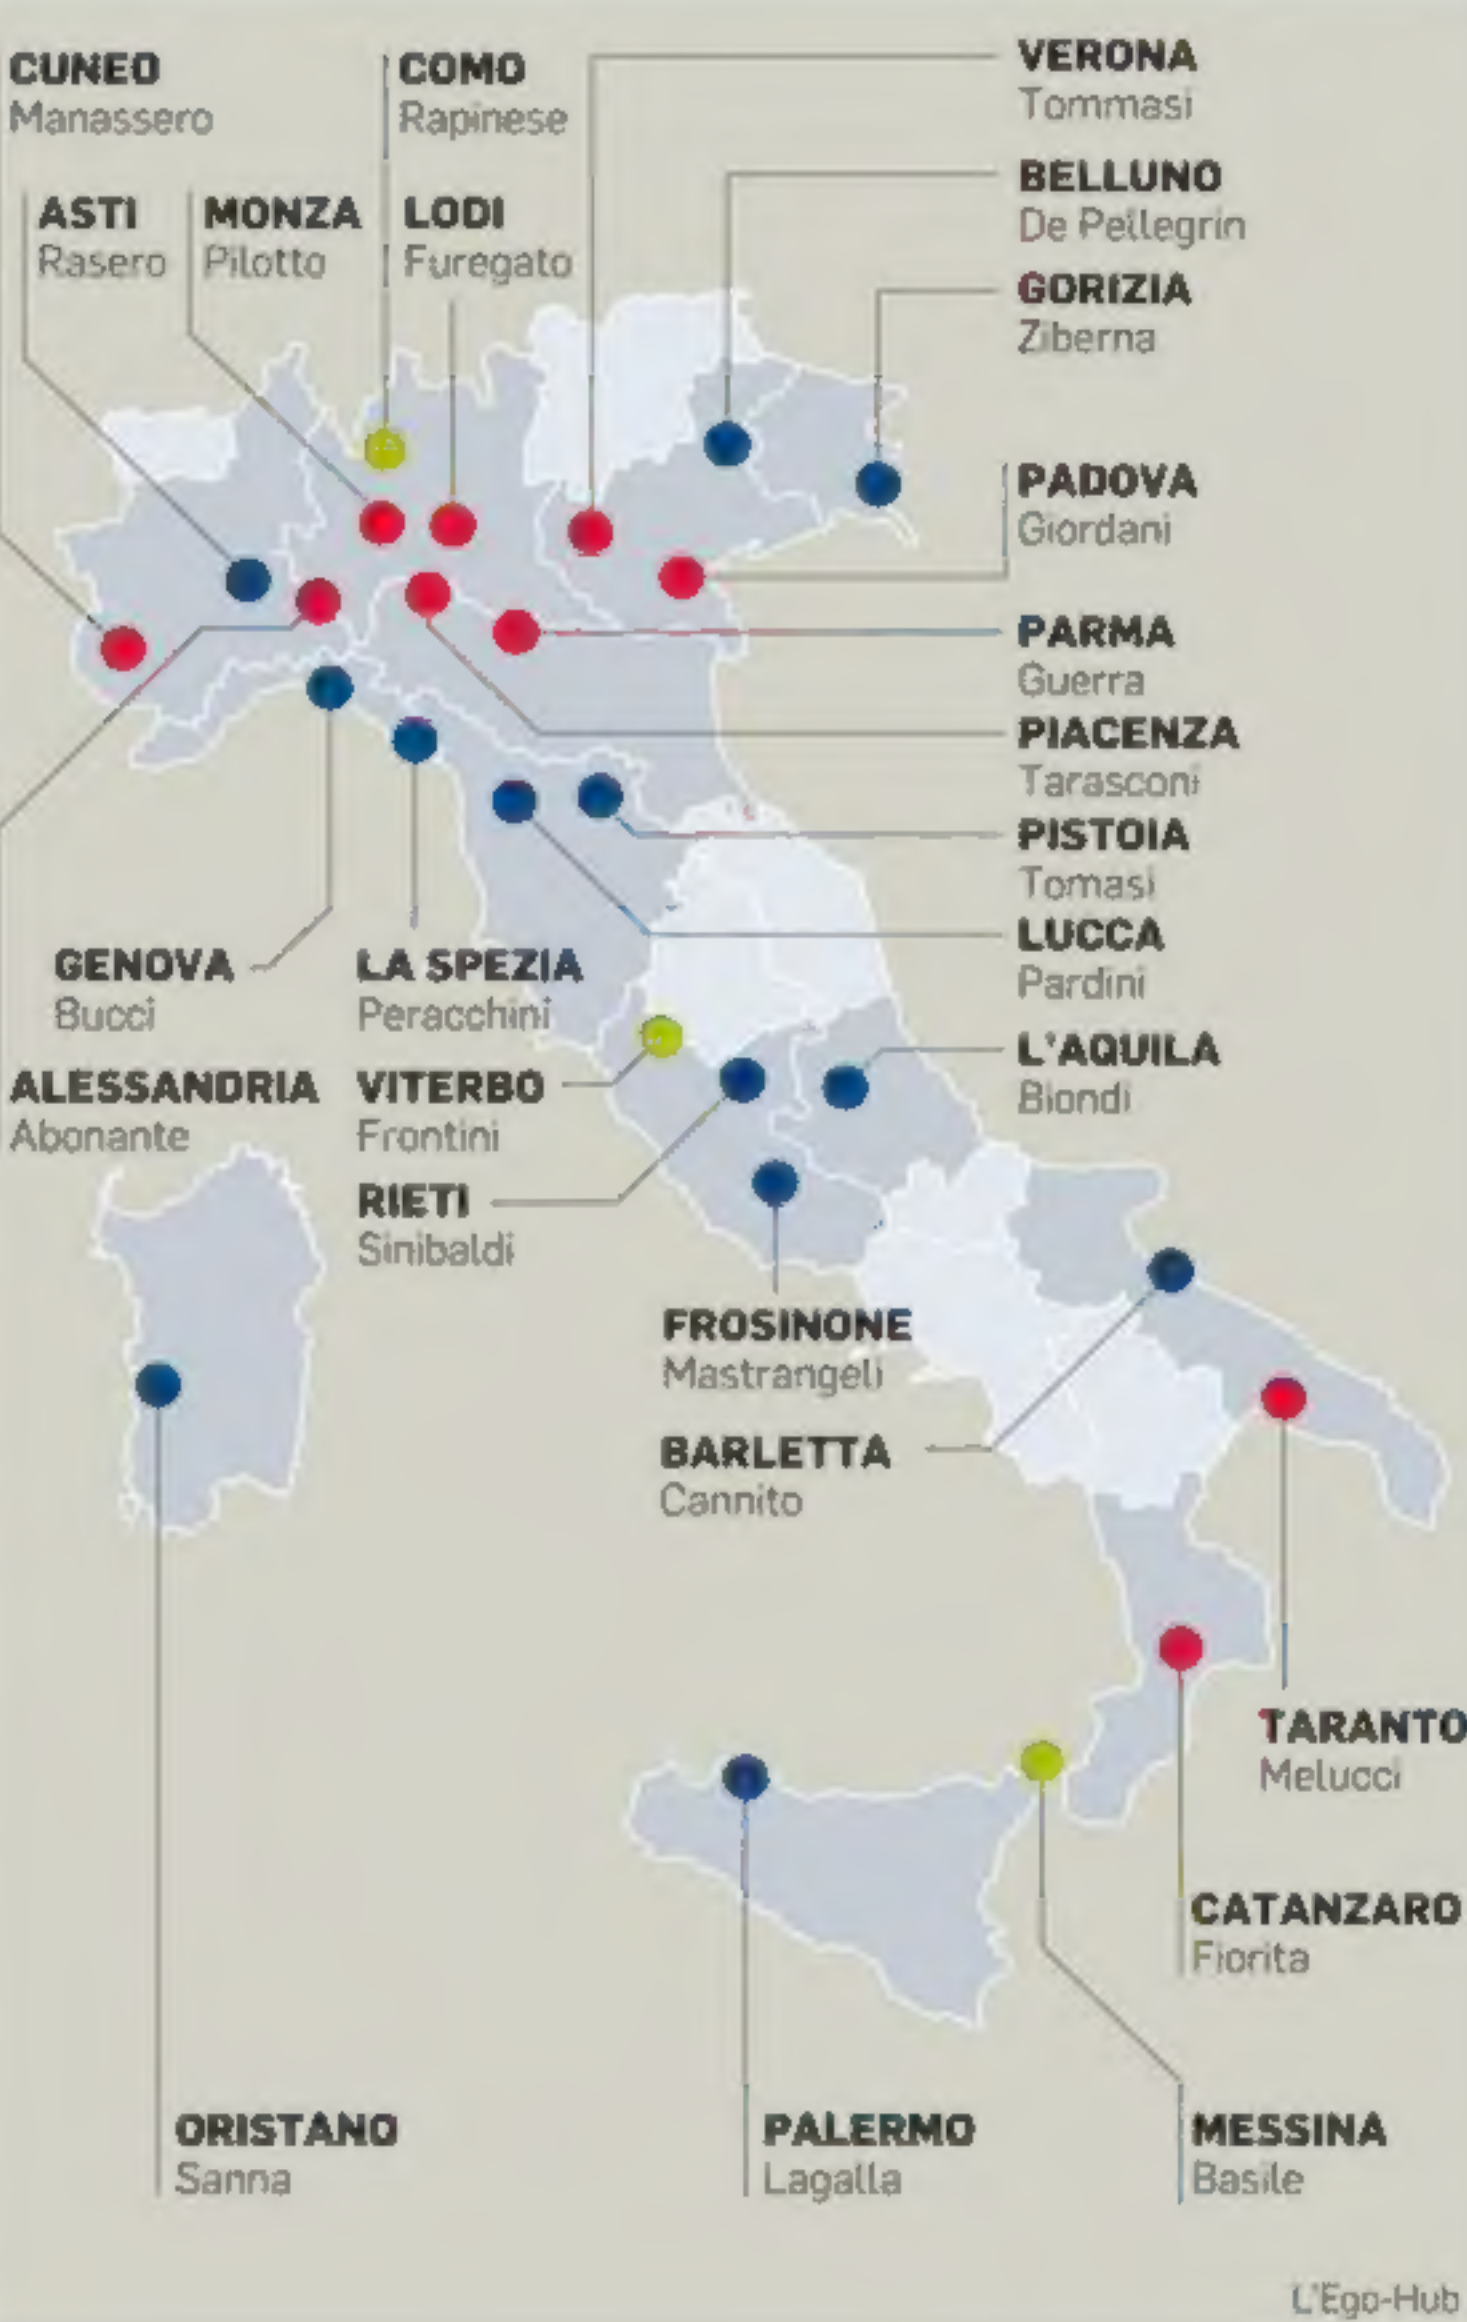 CUNEO
Manassero
COMO
Rapinese
VERONA
Tommasi
ASTI
Rasero
MONZA
Pilotto
LODI
Furegato
BELLUNO
De Pellegrin
GORIZIA
Ziberna
PADOVA
Giordani
PARMA
Guerra
PIACENZA
Tarasconi
PISTOIA
Tomasi
LUCCA
Pardini
GENOVA
Bucci
LA SPEZIA
Peracchini
L'AQUILA
Biondi
ALESSANDRIA
Abonante
VITERBO
Frontini
RIETI
Sinibaldi
FROSINONE
Mastrangeli
BARLETTA
Cannito
TARANTO
Melucci
CATANZARO
Fiorita
ORISTANO
Sanna
PALERMO
Lagalla
MESSINA
Basile
L'Ego-Hub